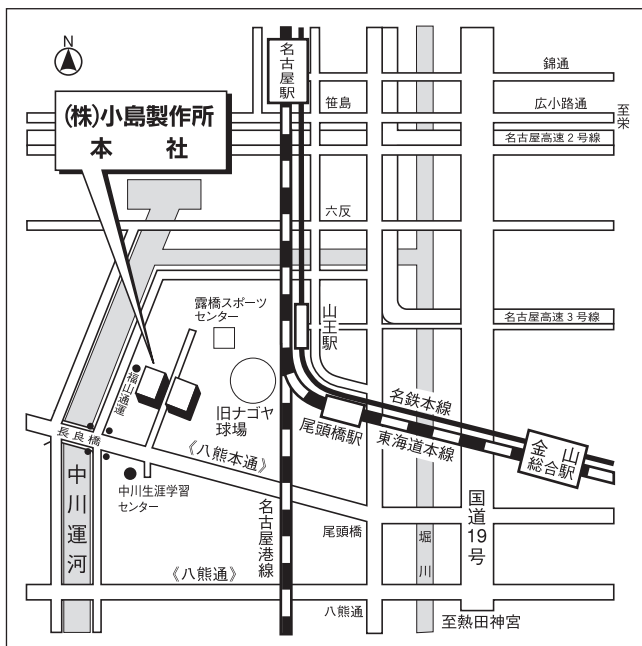 N
名古屋駅
錦通
笹島
広小路通
至栄
名古屋高速2号線
(株)小島製作所
本 社
六反
露橋スポーツ
センター
山王駅
名古屋高速3号線
福山通運
旧ナゴヤ
球場
名鉄本線
尾頭橋駅
東海道本線
金山
総合駅
長良橋
《八熊本通》
中川生涯学習
センター
中川運河
名古屋港線
国道19号
尾頭橋
堀川
《八熊通》
八熊通
至熱田神宮